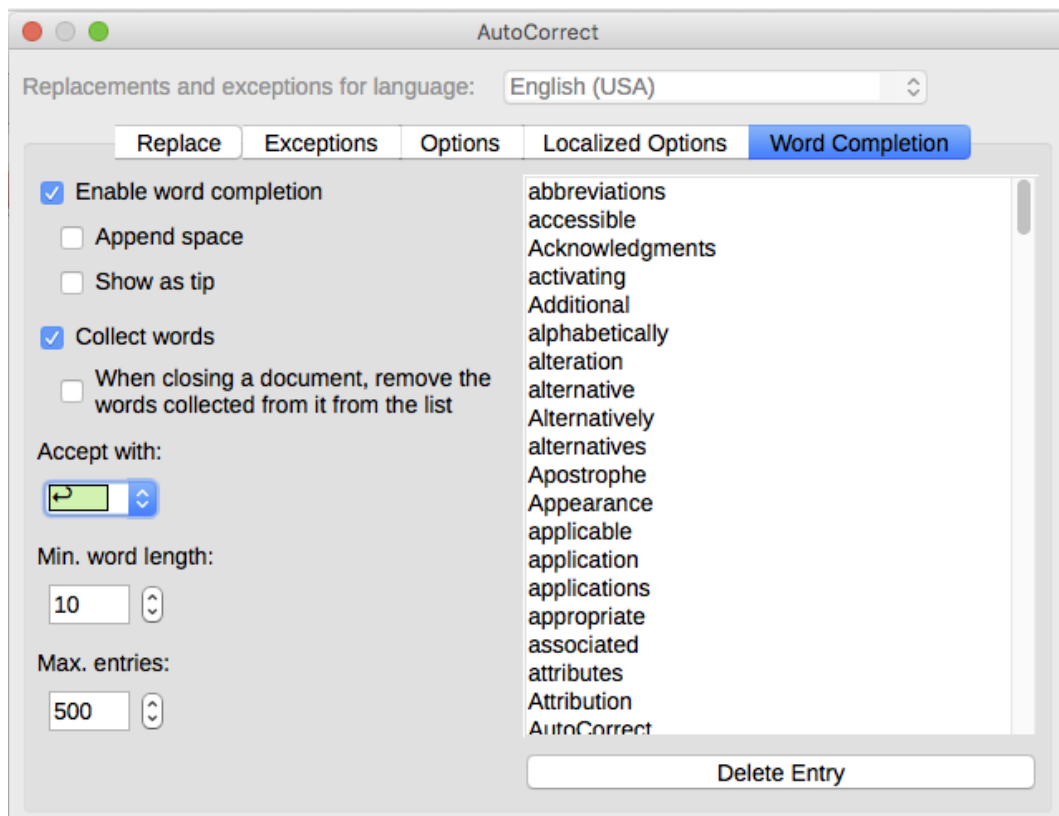 AutoCorrect
Replacements and exceptions for language: English (USA)
Replace Exceptions Options Localized Options Word Completion
Enable word completion
Append space
Show as tip
Collect words
When closing a document, remove the
words collected from it from the list
Accept with:
Min. word length:
10
Max. entries:
500
abbreviations
accessible
Acknowledgments
activating
Additional
alphabetically
alteration
alternative
Alternatively
alternatives
Apostrophe
Appearance
applicable
application
applications
appropriate
associated
attributes
Attribution
AutoCorrect
Delete Entry